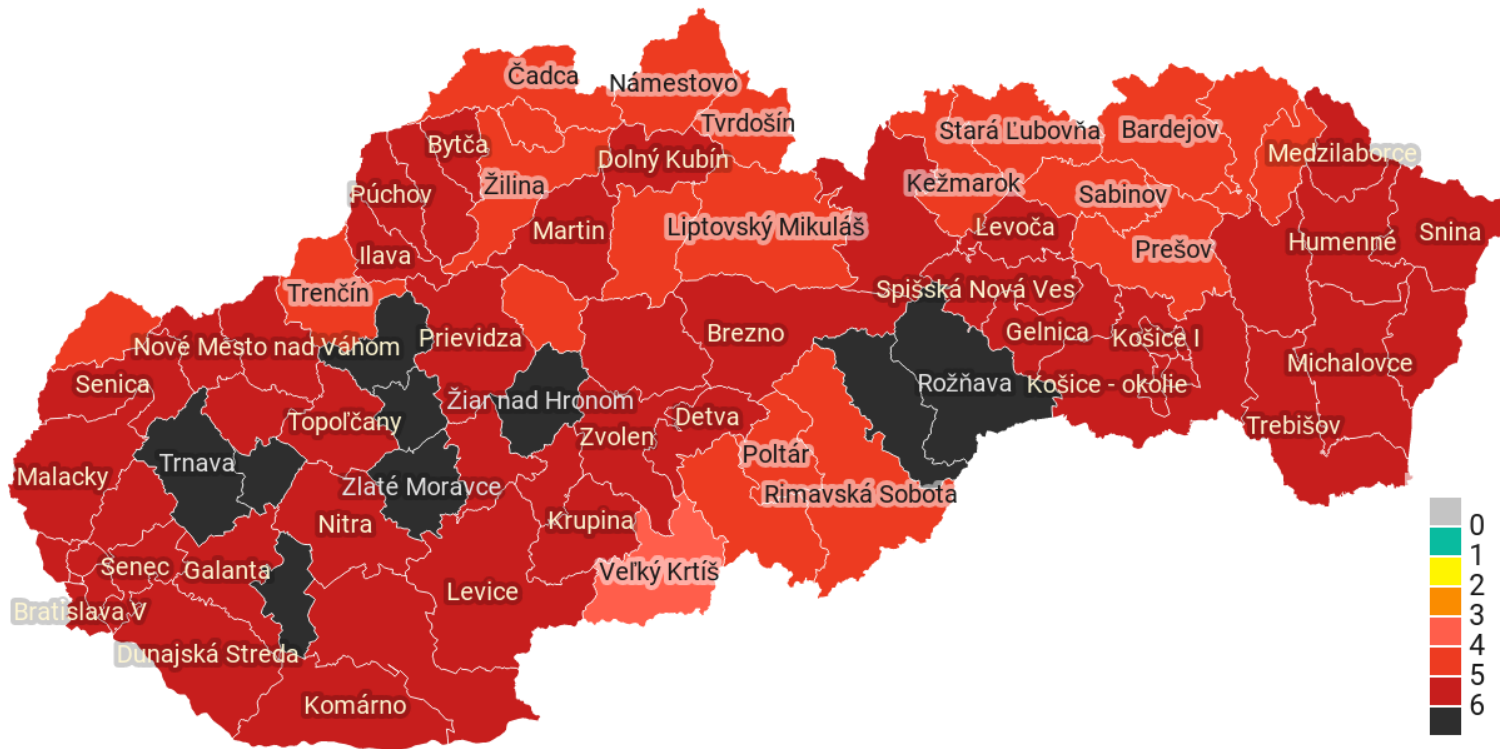 Čadca
Námestovo
Tvrdošín
Stará Ľubovňa
Bardejov
Bytča
Dolný Kubín
Medzilaborce
Púchov
Žilina
Kežmarok
Sabinov
Martin
Liptovský Mikuláš
Levoča
Prešov
Humenné
Snina
Ilava
Trenčín
Spišská Nová Ves
Nové Město nad Váhom
Prievidza
Brezno
Gelnica
Košice I
Michalovce
Senica
Žiar nad Hronom
Rožňava
Košice - okolie
Topoľčany
Zvolen
Detva
Trebišov
Malacky
Trnava
Zlaté Moravce
Poltár
Rimavská Sobota
Nitra
Krupina
Senec
Galanta
Veľký Krtíš
Levice
Bratislava V
Dunajská Streda
Komárno
0
1
2
3
4
5
6